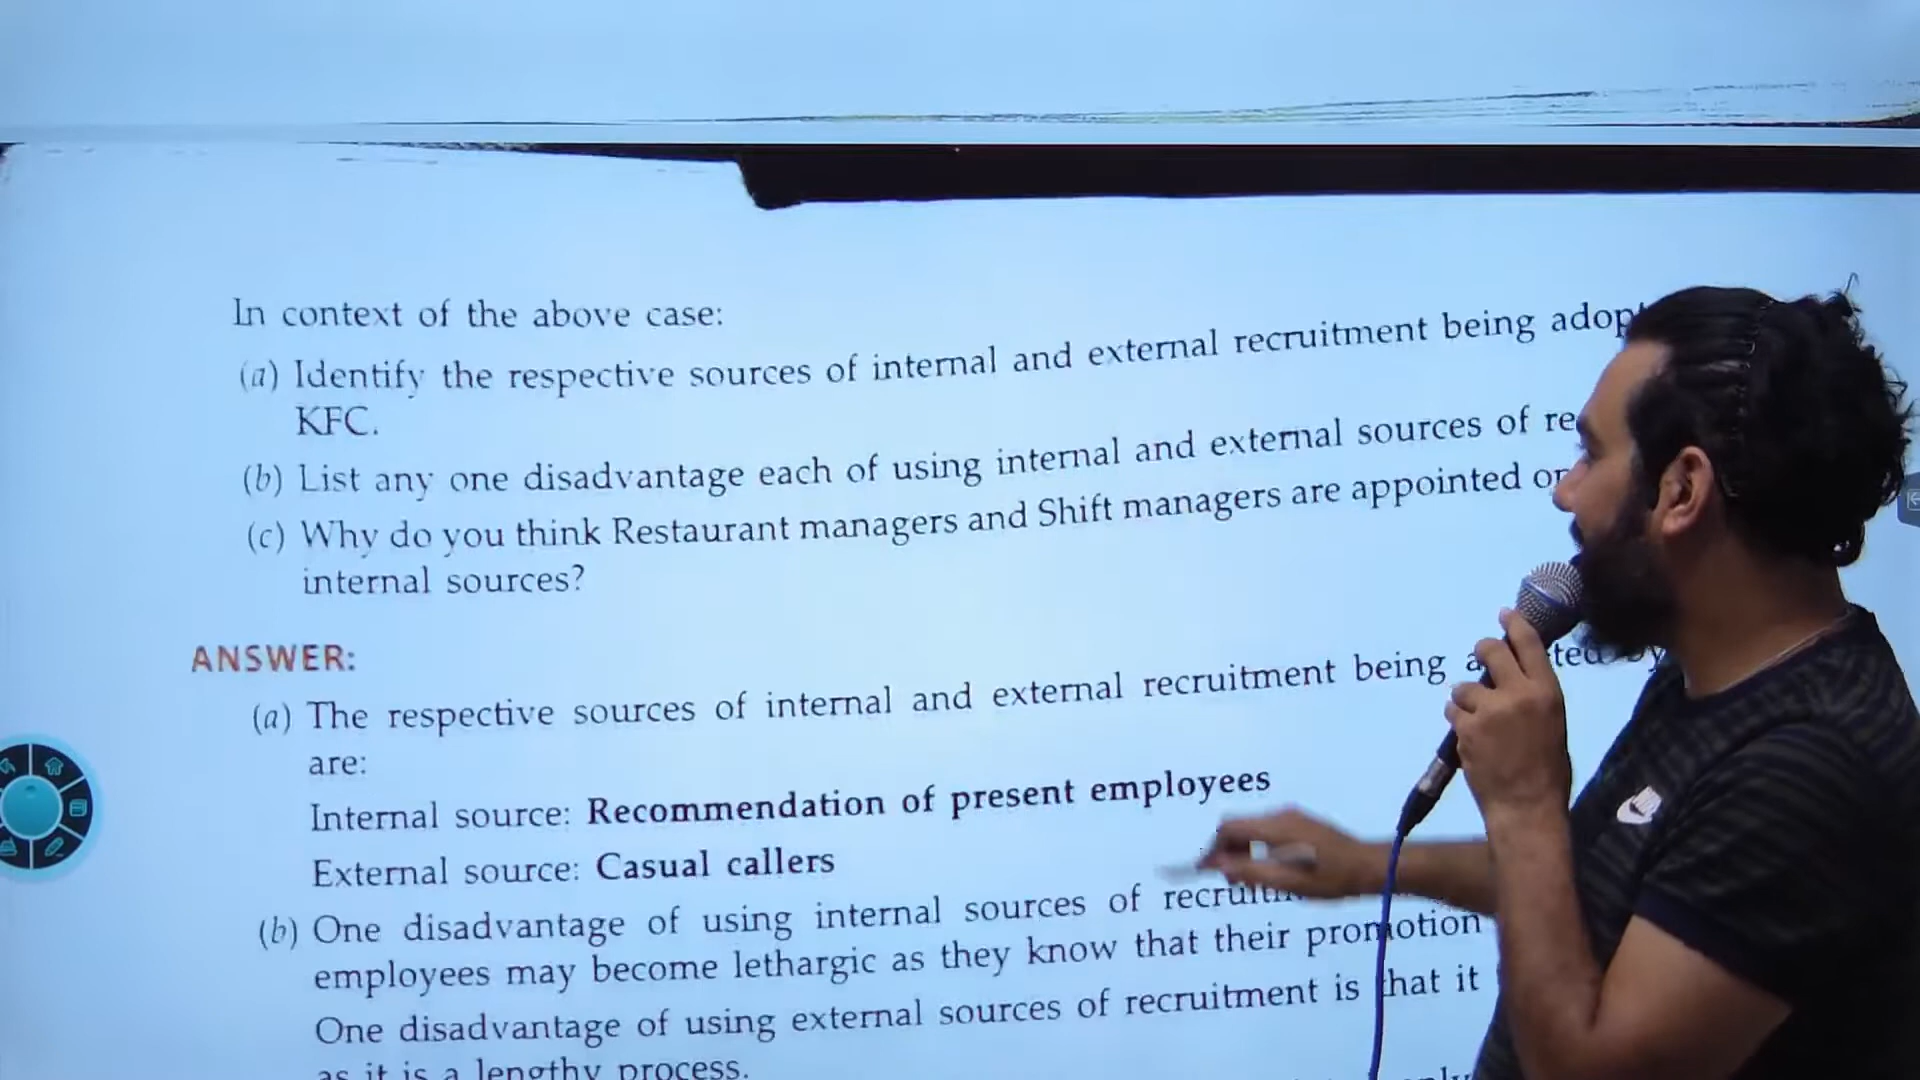 In context of the above case:
(a) Identify the respective sources of internal and external recruitment being
KFC.
(b) List any one disadvantage each of using internal and external sources of
(c) Why do you think Restaurant managers and Shift managers are appointed
internal sources?
ANSWER:
(a) The respective sources of internal and external recruitment being
are:
Internal source: Recommendation of present employees
External source: Casual callers
(b) One disadvantage of using internal sources of
employees may become lethargic as they know that their promotion
One disadvantage of using external sources of recruitment is that it
as it is a lengthy process.